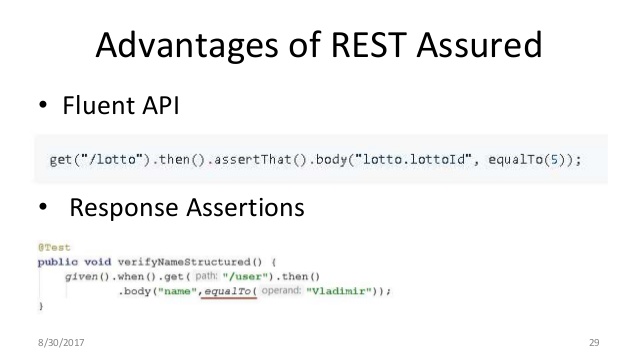 Advantages of REST Assured
• Fluent API
get("/lotto").then().assertThat().body("lotto.lottoId", equalTo(5));
• Response Assertions
@Test
public void verifyNameStructured() {
given().when().get( path: "/user").then()
.body("name",equalTo( operand: "Vladimir"));
}
8/30/2017
29